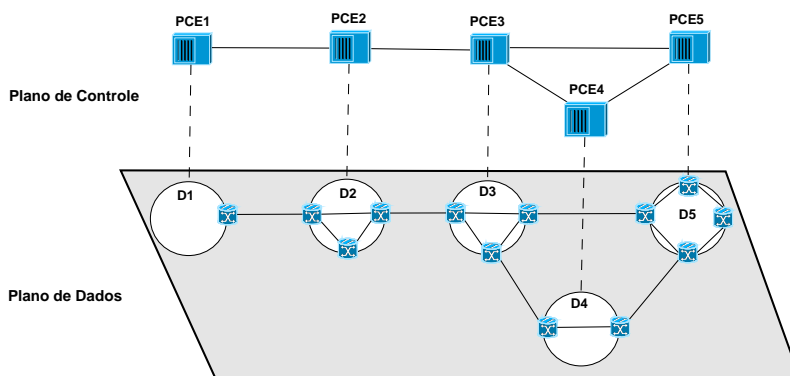 PCE1
PCE2
PCE3
PCE5
PCE4
Plano de Controle
D1
D2
D3
D5
D4
Plano de Dados